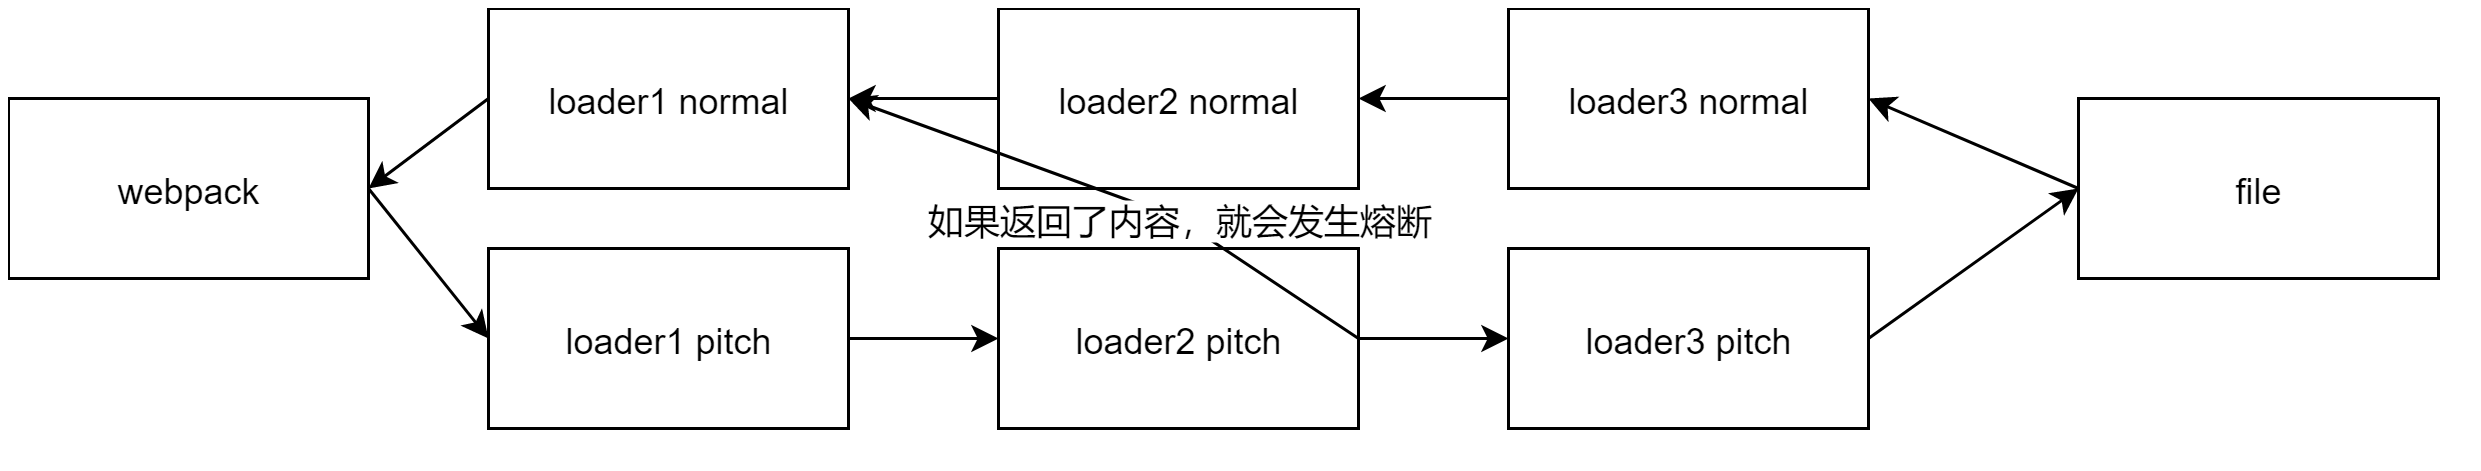 loader1 normal
loader2 normal
loader3 normal
webpack
file
如果返回了内容，就会发生熔断
loader1 pitch
loader2 pitch
loader3 pitch